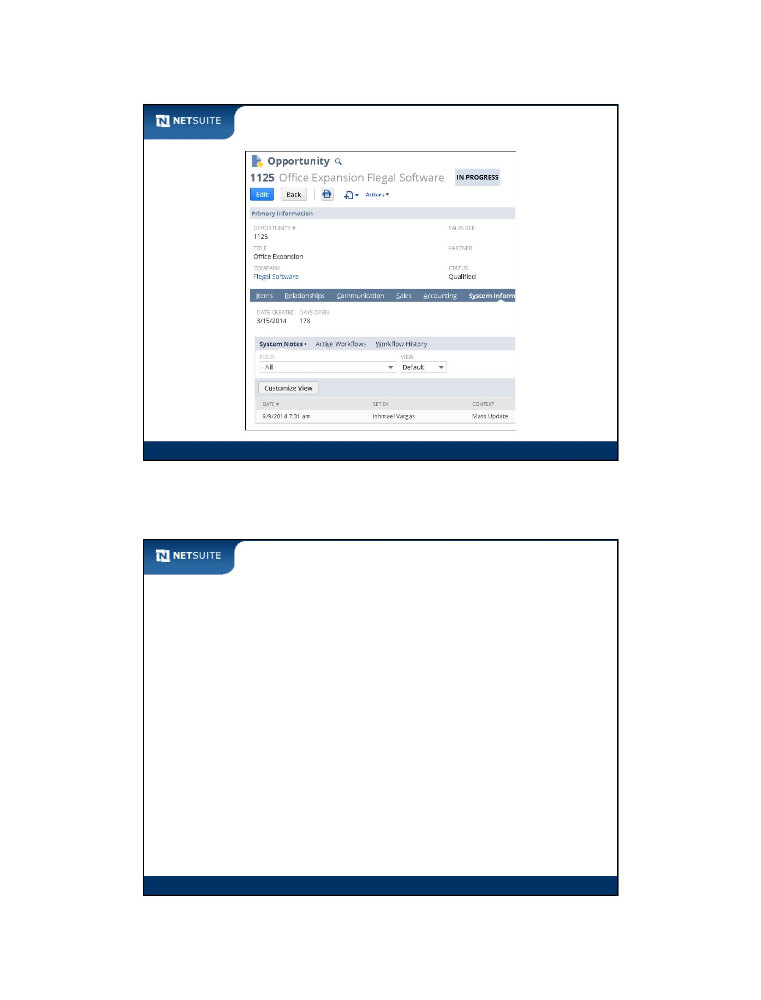 NETSUITE
Opportunity
1125 Office Expansion Flegal Software IN PROGRESS
Edit Back Actions
Primary Information
OPPORTUNITY # SALES REP
1125
TITLE PARTNER
Office Expansion
COMPANY STATUS
Flegal Software Qualified
Items Relationships Communication Sales Accounting System Inform
DATE CREATED DAYS OPEN
3/15/2014 178
System Notes • Active Workflows Workflow History
FIELD VIEW
- All - Default
Customize View
DATE SET BY CONTEXT
9/9/2014 7:31 am Ishmael Vargas Mass Update
NETSUITE